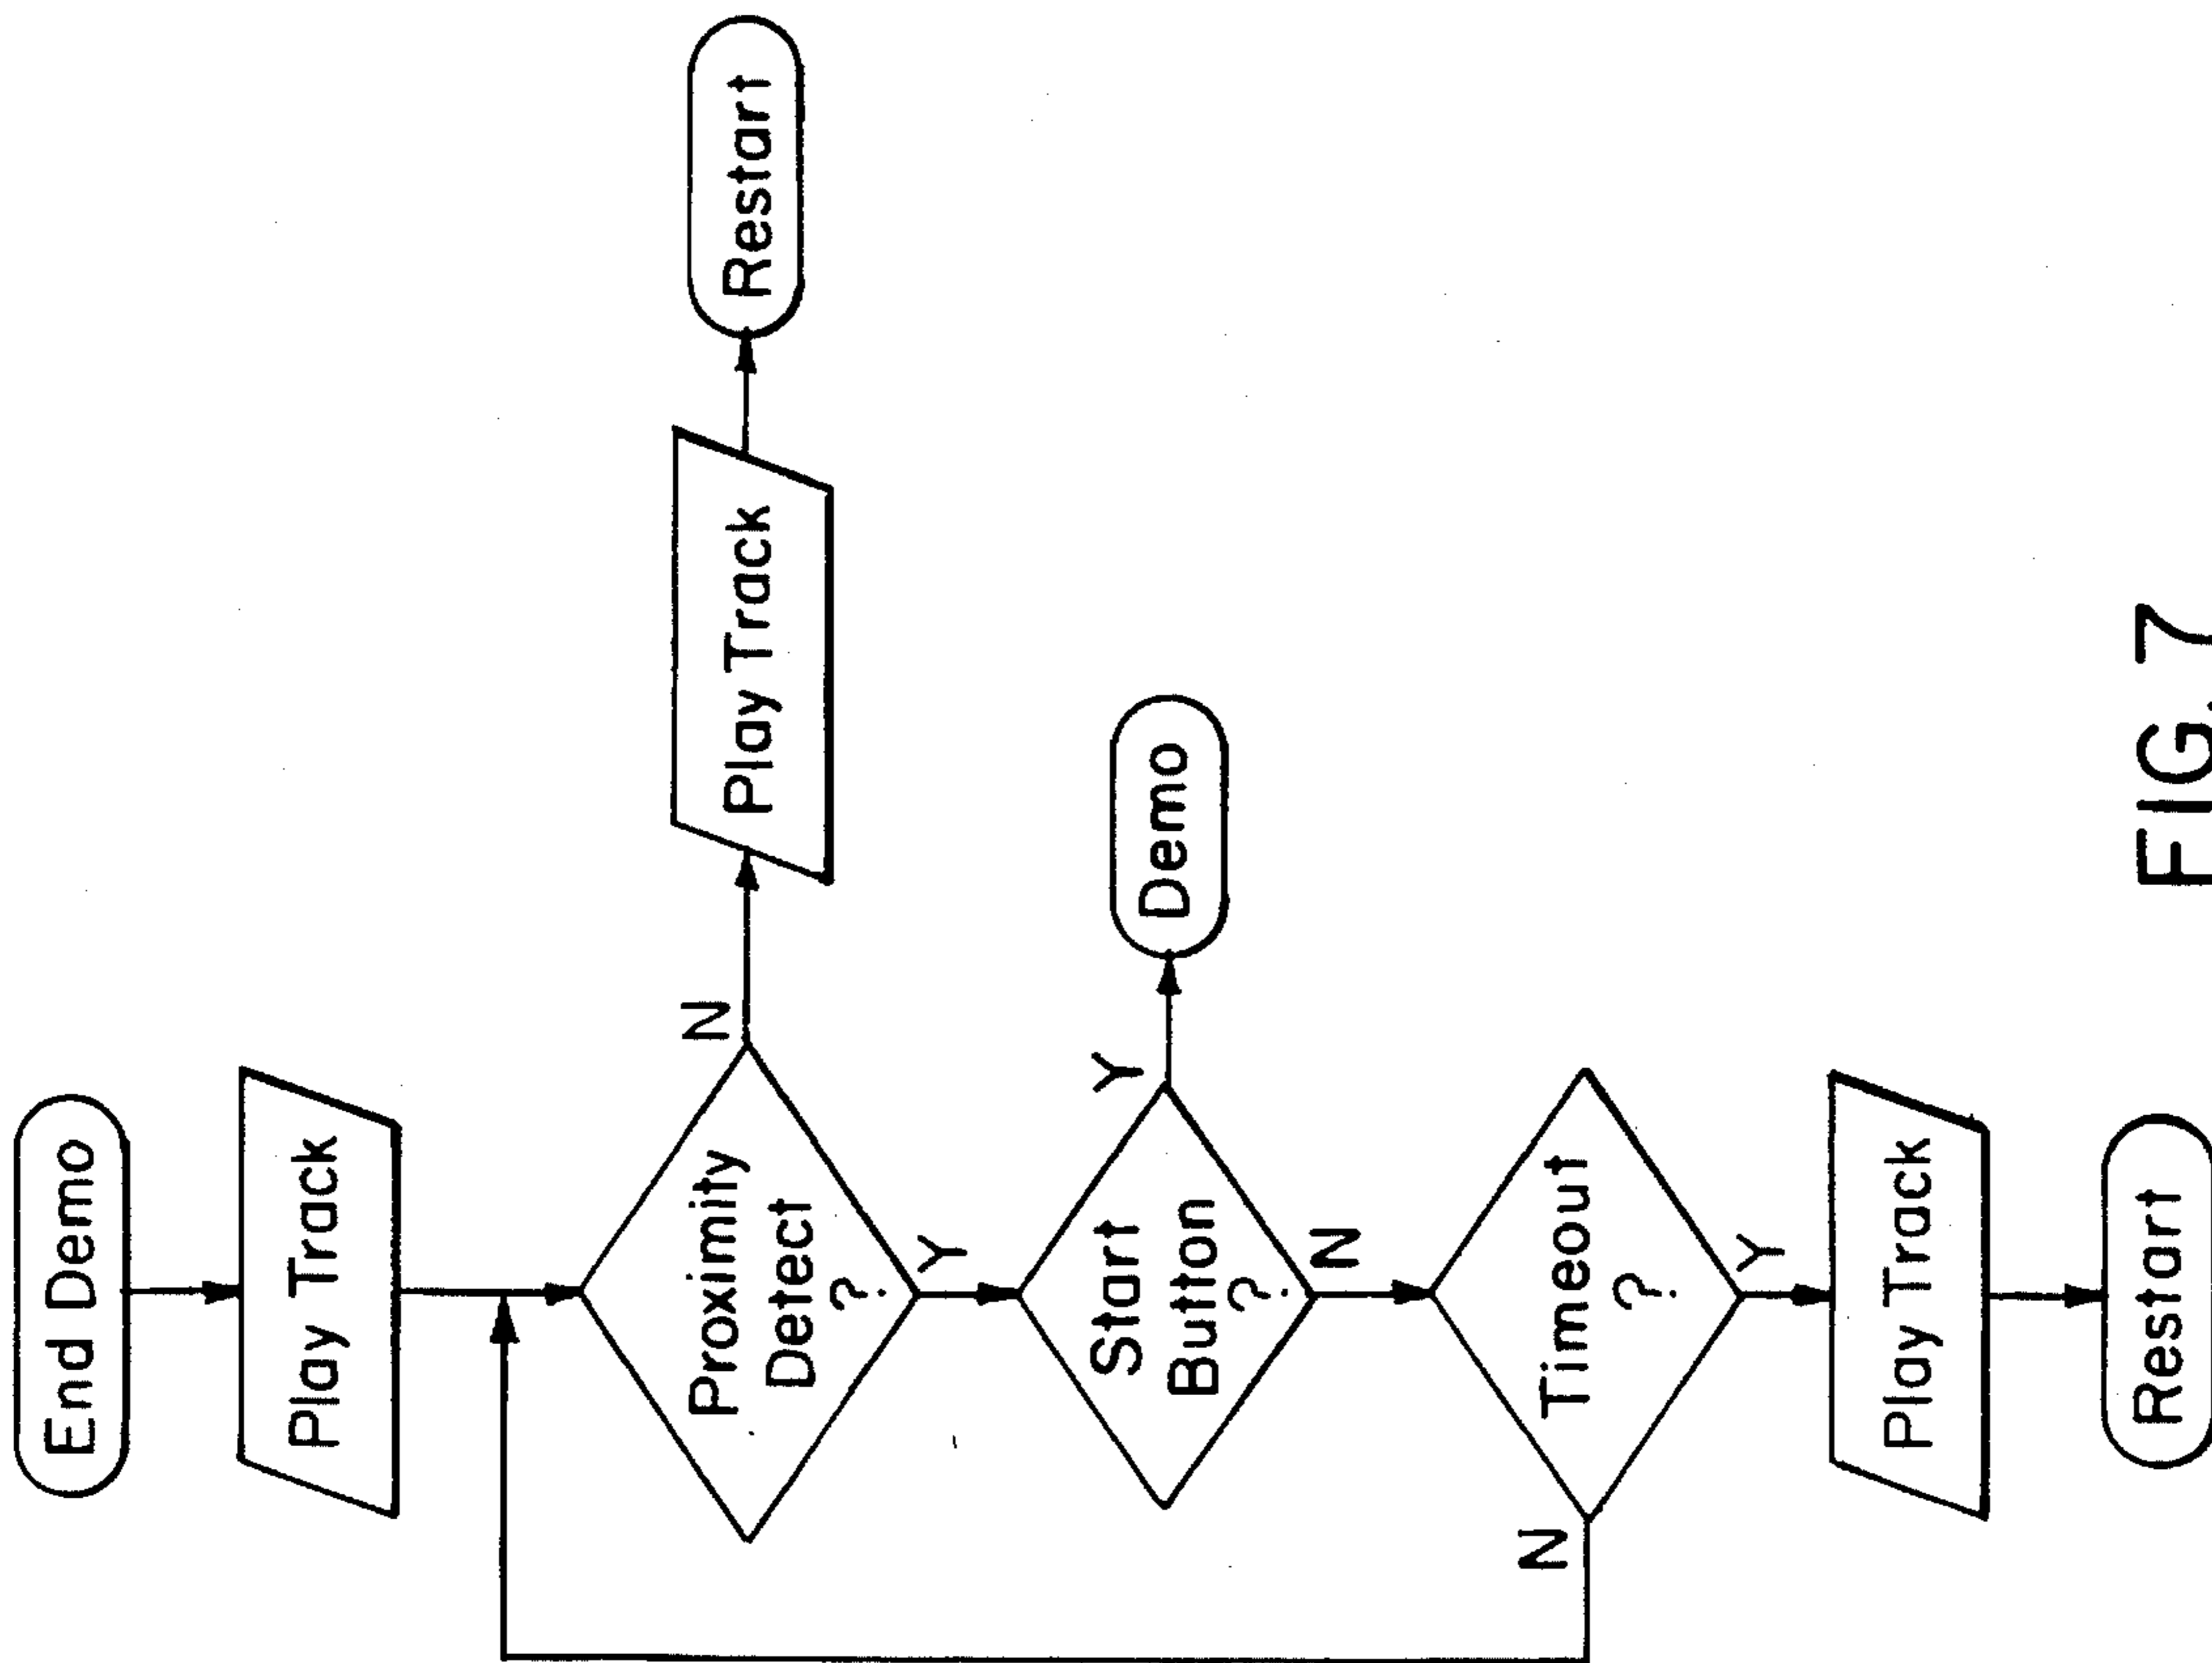 End Demo
Play Track
Proximity
Detect
?
N
Play Track
Restart
Y
Start
Button
?
Y
Demo
N
Timeout
?
N
Y
Play Track
Restart
FIG. 7